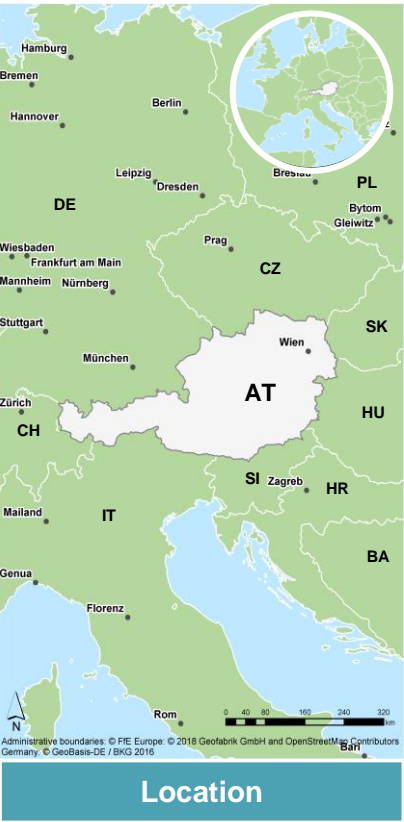 Hamburg
Bremen
Berlin
Hannover
Leipzig
Breslau
PL
Dresden
DE
Bytom
Gleiwitz
Prag
Wiesbaden
Frankfurt am Main
CZ
Mannheim
Nürnberg
Stuttgart
SK
Wien
München
AT
Zürich
HU
CH
SI
Zagreb
HR
Mailand
IT
BA
Genua
Florenz
N
Rom
0 40 80 160 240 320
km
Administrative boundaries: © FfE Europe: © 2018 Geofabrik GmbH and OpenStreetMap Contributors
Germany: © GeoBasis-DE / BKG 2016
Bari
Location